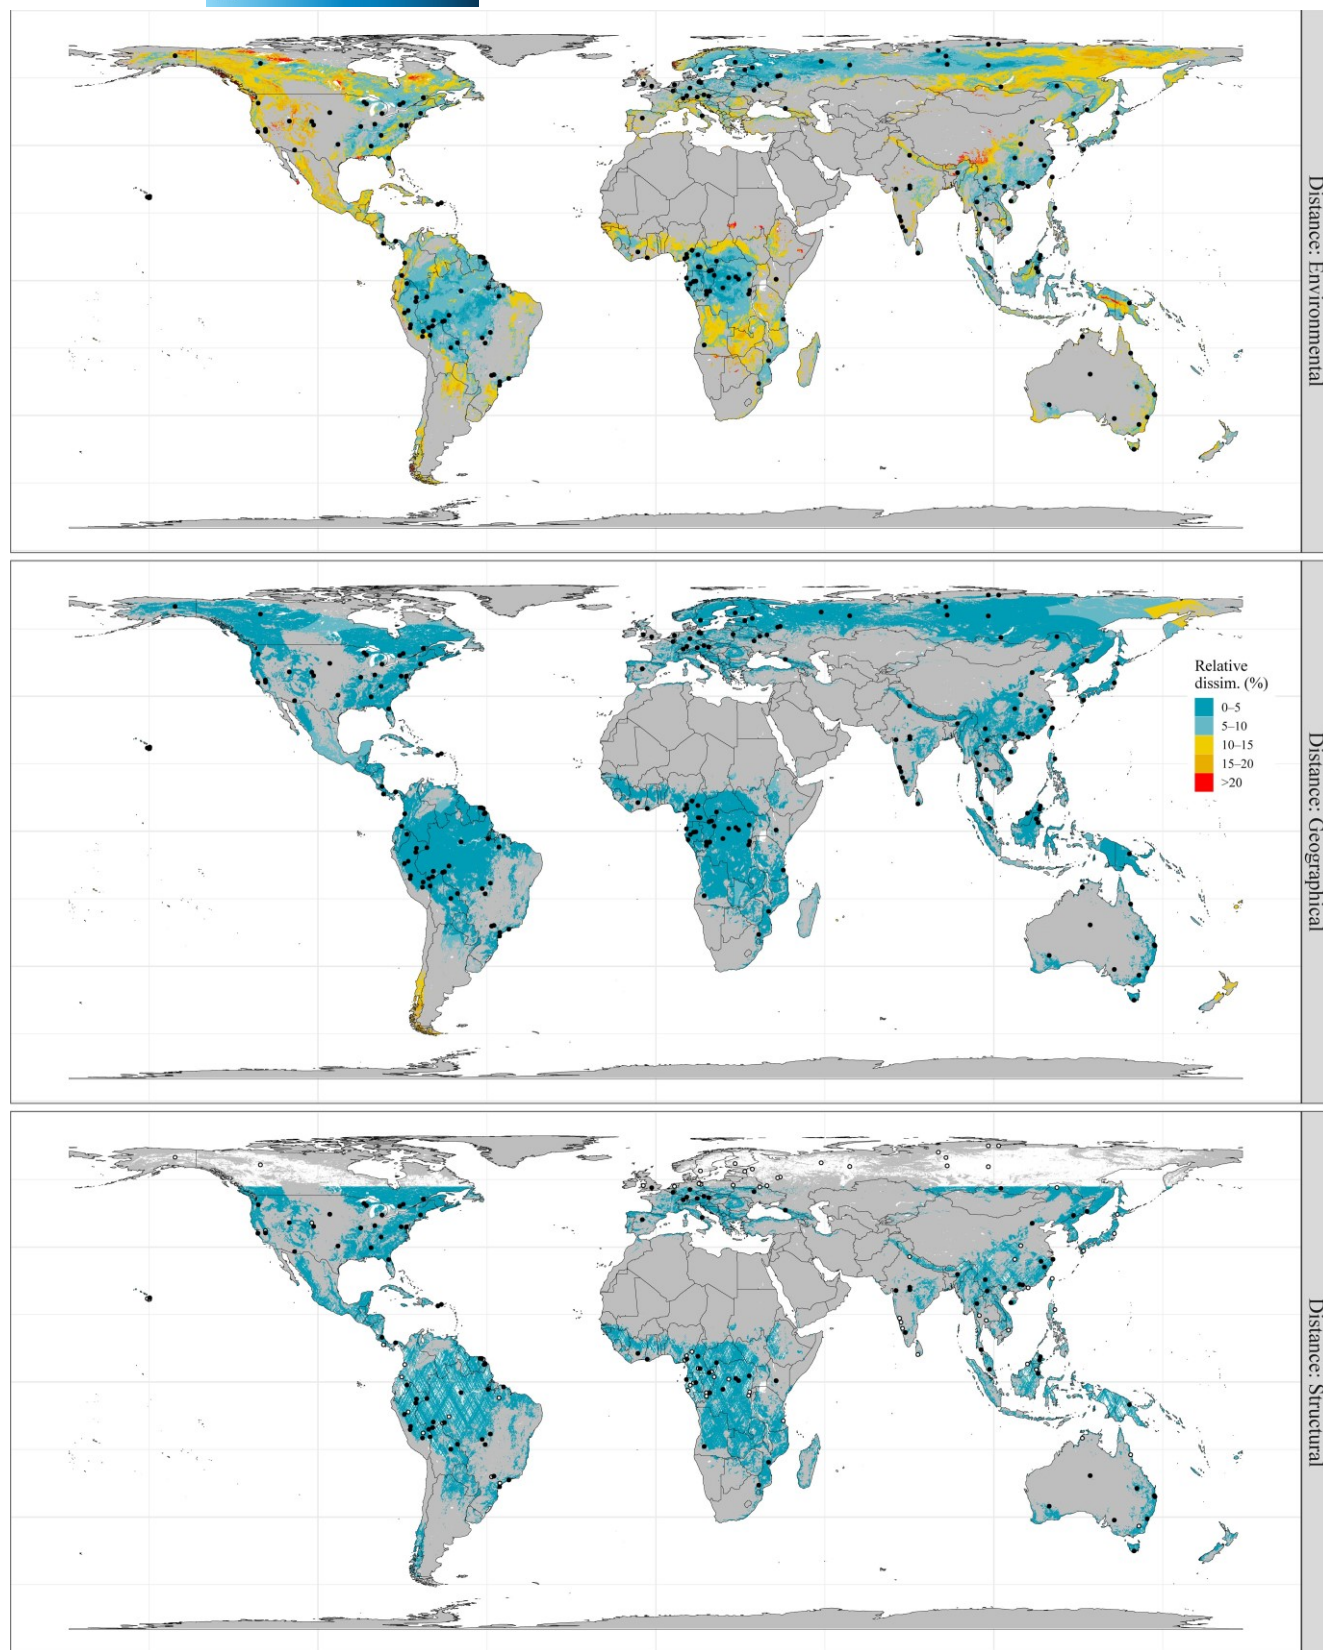 Distance: Environmental
Distance: Geographical
Relative
dissim. (%)
0–5
5–10
10–15
15–20
>20
Distance: Structural